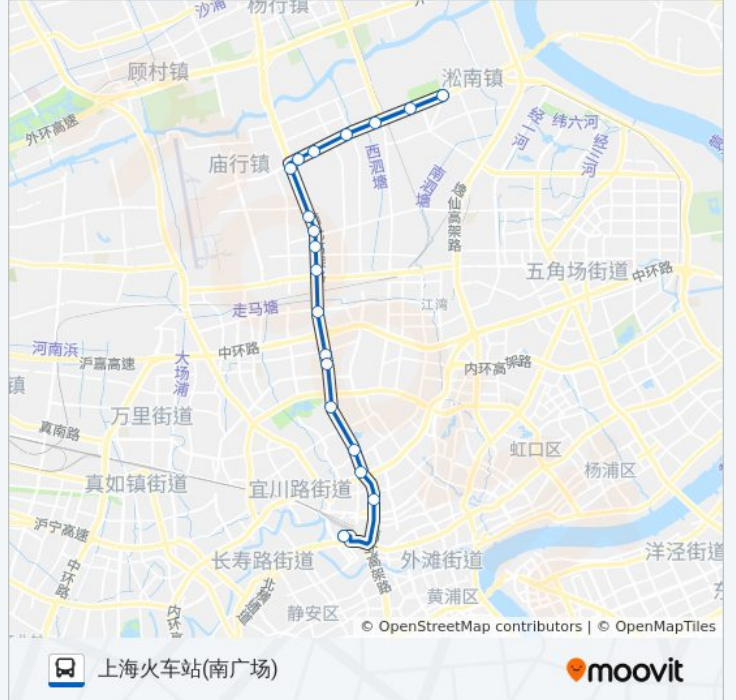 沙浦
杨行镇
顾村镇
淞南镇
外环高速
经一河
纬六河
经三河
庙行镇
西泗塘
南泗塘
逸仙高架路
五角场街道
中环路
走马塘
江湾
河南浜
沪嘉高速
中环路
大场浦
内环高架路
镇
万里街道
真南路
虹口区
杨浦区
真如镇街道
宜川路街道
沪宁高速
长寿路街道
外滩街道
洋泾街道
中环路
北横通道
黄浦区
静安区
内环高
© OpenStreetMap contributors | © OpenMapTiles
上海火车站(南广场)
moovit